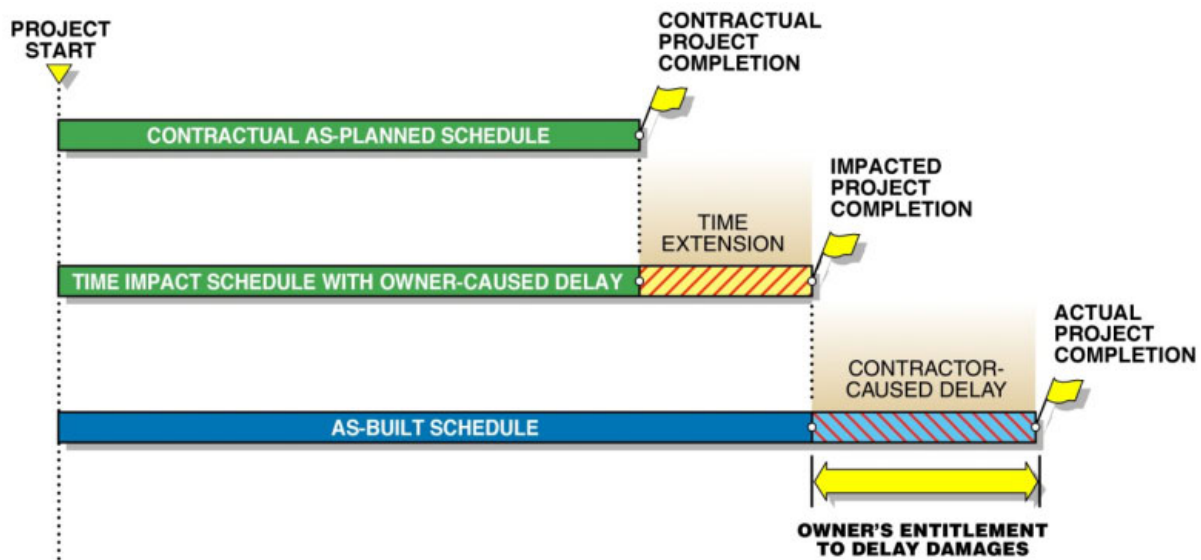 PROJECT
START
CONTRACTUAL
PROJECT
COMPLETION
CONTRACTUAL AS-PLANNED SCHEDULE
IMPACTED
PROJECT
COMPLETION
TIME
EXTENSION
TIME IMPACT SCHEDULE WITH OWNER-CAUSED DELAY
ACTUAL
PROJECT
COMPLETION
CONTRACTOR-
CAUSED DELAY
AS-BUILT SCHEDULE
OWNER'S ENTITLEMENT
TO DELAY DAMAGES